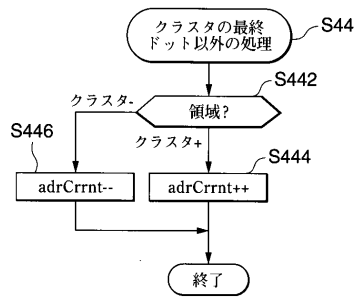 クラスタの最終
ドット以外の処理
S44
S442
領域?
クラスタ-
クラスタ+
S446
S444
adrCrrnt--
adrCrrnt++
終了